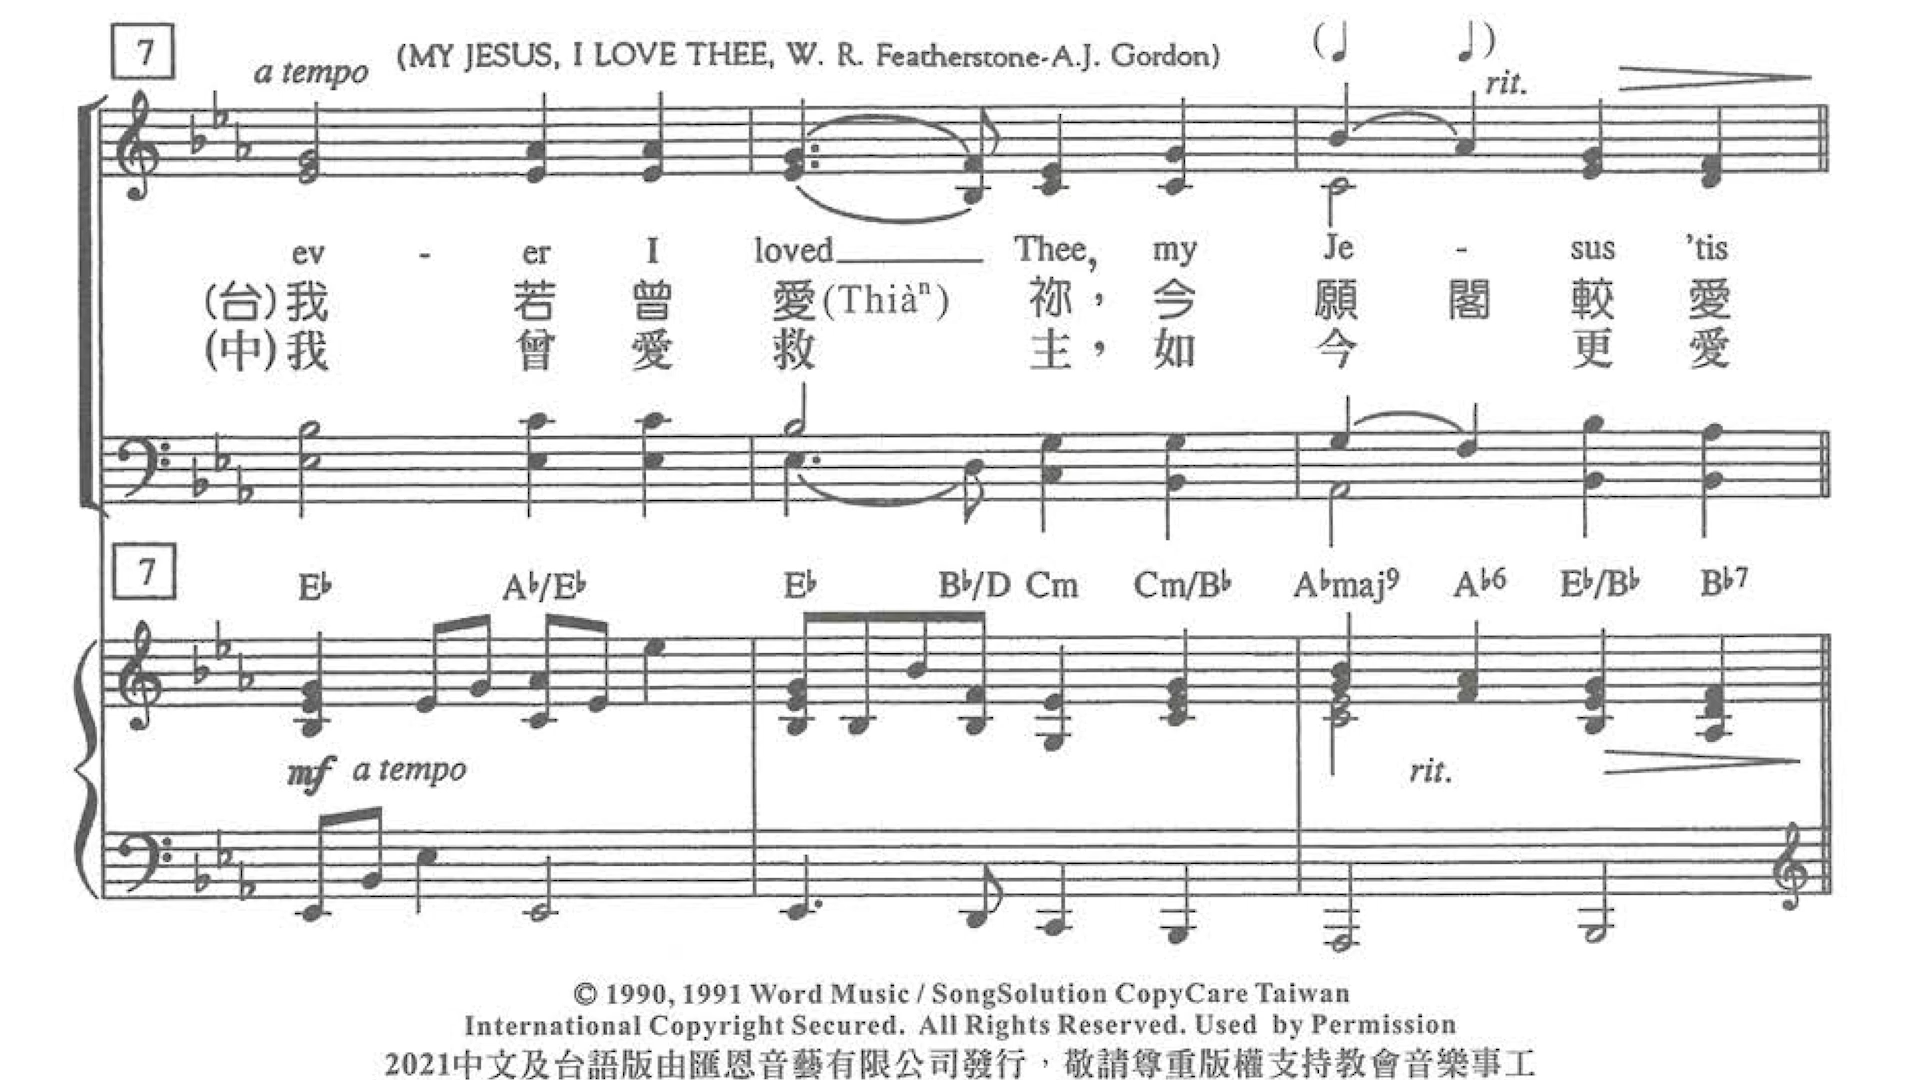 7
a tempo (MY JESUS, I LOVE THEE, W. R. Featherstone-A.J. Gordon)
rit.
ev - er I loved Thee, my Je - sus 'tis
(台)我 若 曾 愛(Thiàⁿ) 祢， 今 願 閣 較 愛
(中)我 曾 愛 救 主， 如 今 更 愛
7
E♭ A♭/E♭ E♭ B♭/D Cm Cm/B♭ A♭maj9 A♭6 E♭/B♭ B♭7
mf a tempo rit.
© 1990, 1991 Word Music / SongSolution CopyCare Taiwan
International Copyright Secured. All Rights Reserved. Used by Permission
2021中文及台語版由匯恩音藝有限公司發行，敬請尊重版權支持教會音樂事工